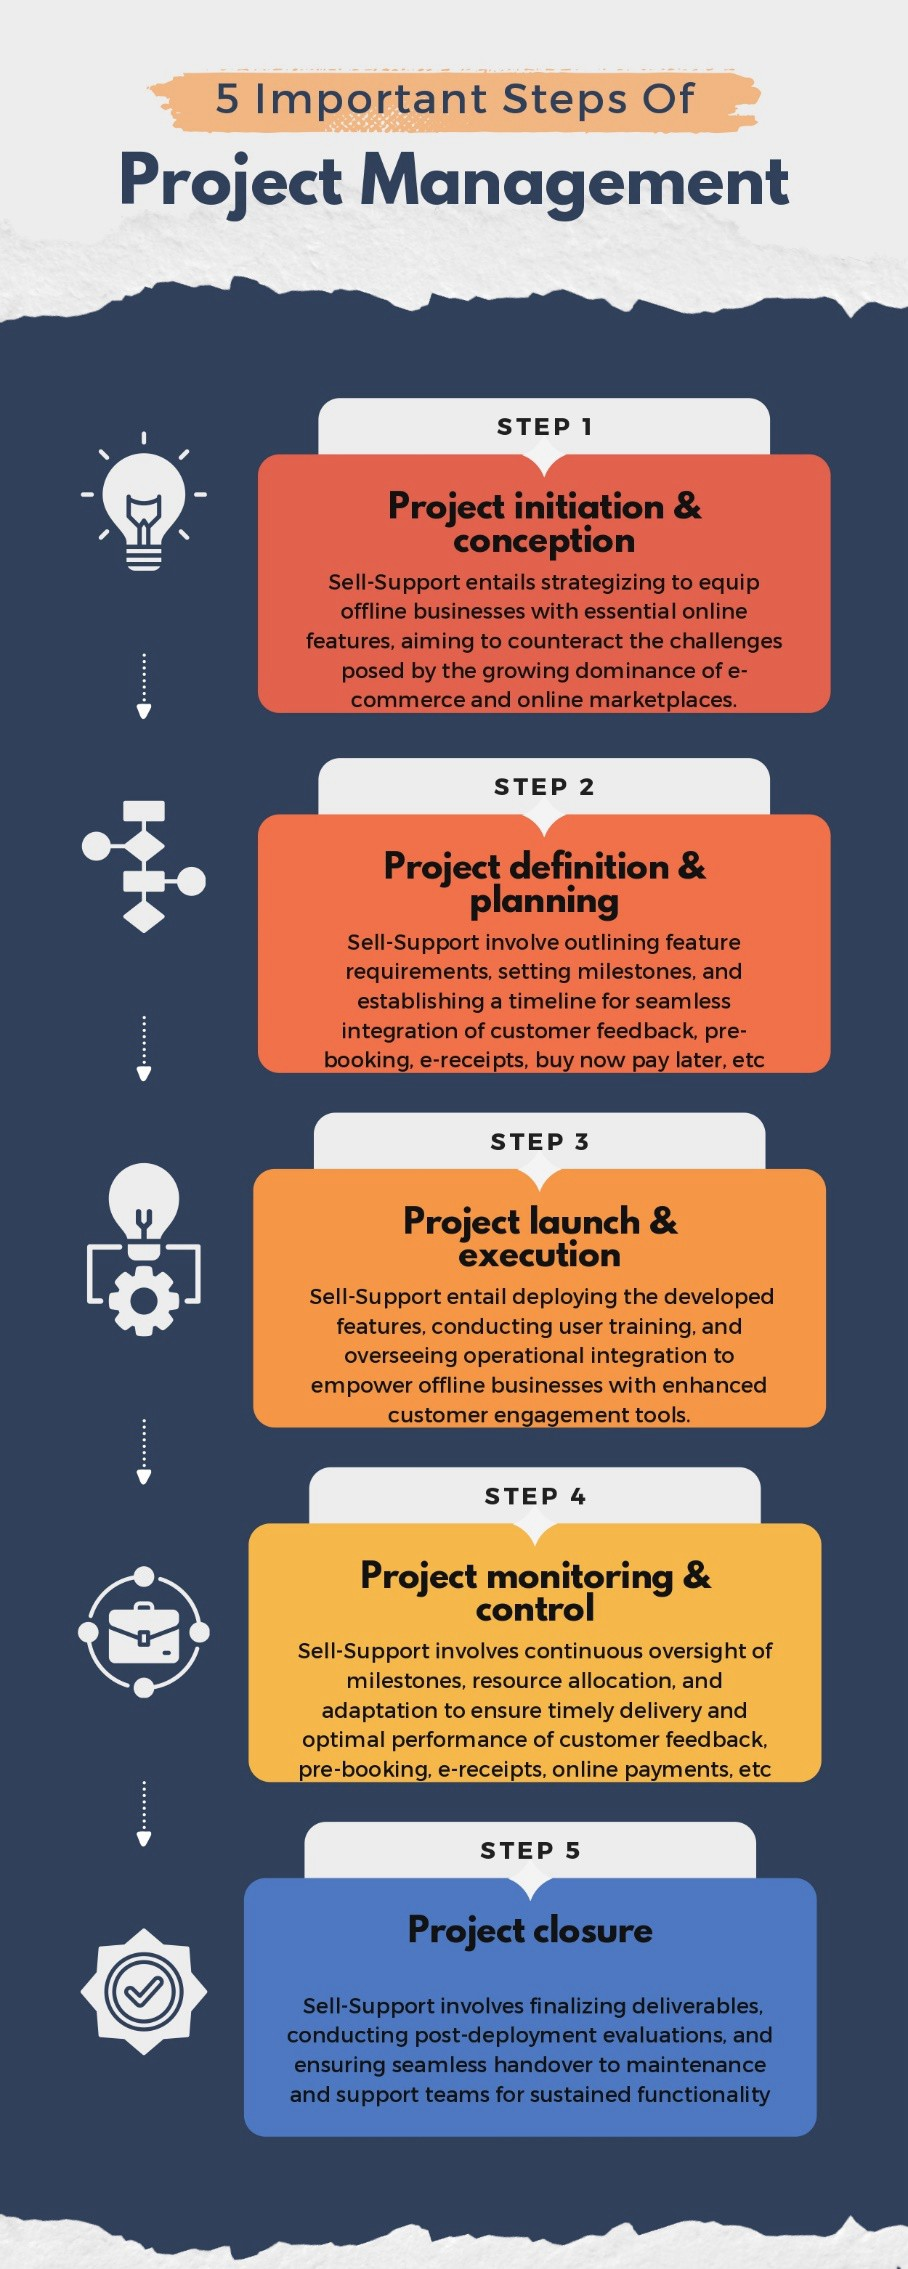 5 Important Steps Of
Project Management
STEP 1
Project initiation &
conception
Sell-Support entails strategizing to equip
offline businesses with essential online
features, aiming to counteract the challenges
posed by the growing dominance of e-
commerce and online marketplaces.
STEP 2
Project definition &
planning
Sell-Support involve outlining feature
requirements, setting milestones, and
establishing a timeline for seamless
integration of customer feedback, pre-
booking, e-receipts, buy now pay later, etc
STEP 3
Project launch &
execution
Sell-Support entail deploying the developed
features, conducting user training, and
overseeing operational integration to
empower offline businesses with enhanced
customer engagement tools.
STEP 4
Project monitoring &
control
Sell-Support involves continuous oversight of
milestones, resource allocation, and
adaptation to ensure timely delivery and
optimal performance of customer feedback,
pre-booking, e-receipts, online payments, etc
STEP 5
Project closure
Sell-Support involves finalizing deliverables,
conducting post-deployment evaluations, and
ensuring seamless handover to maintenance
and support teams for sustained functionality